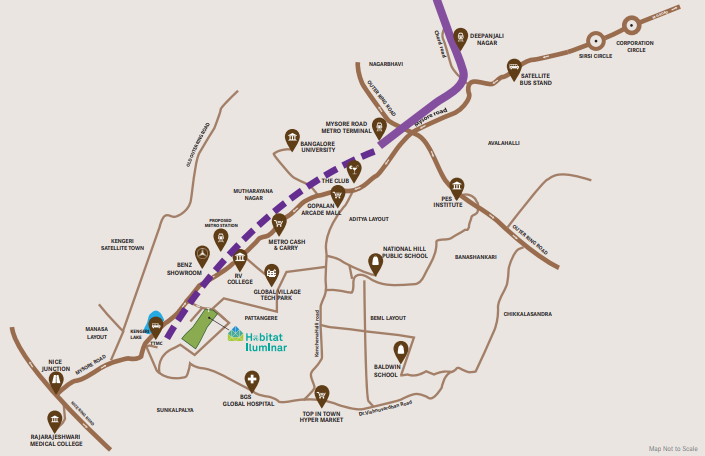 DEEPANJALI
NAGAR
Chord road
CORPORATION
CIRCLE
SIRSI CIRCLE
NAGARBHAVI
SATELLITE
BUS STAND
OUTER RING ROAD
Mysore road
MYSORE ROAD
METRO TERMINAL
OLD OUTER RING ROAD
BANGALORE
UNIVERSITY
AVALAHALLI
THE CLUB
MUTHARAYANA
NAGAR
GOPALAN
ARCADE MALL
PES
INSTITUTE
ADITYA LAYOUT
PROPOSED
METRO STATION
OUTER RING ROAD
KENGERI
SATELLITE TOWN
METRO CASH
& CARRY
NATIONAL HILL
PUBLIC SCHOOL
BANASHANKARI
BENZ
SHOWROOM
RV
COLLEGE
GLOBAL VILLAGE
TECH PARK
MANASA
LAYOUT
KENGERI
LAKE
TTMC
PATTANGERE
BEML LAYOUT
CHIKKALASANDRA
Habitat
Iluminar
Kenchenahalli road
NICE
JUNCTION
MYSORE ROAD
BALDWIN
SCHOOL
NICE RING ROAD
BGS
GLOBAL HOSPITAL
SUNKALPALYA
TOP IN TOWN
HYPER MARKET
Dr.Vishnuvardhan Road
RAJARAJESHWARI
MEDICAL COLLEGE
Map Not to Scale